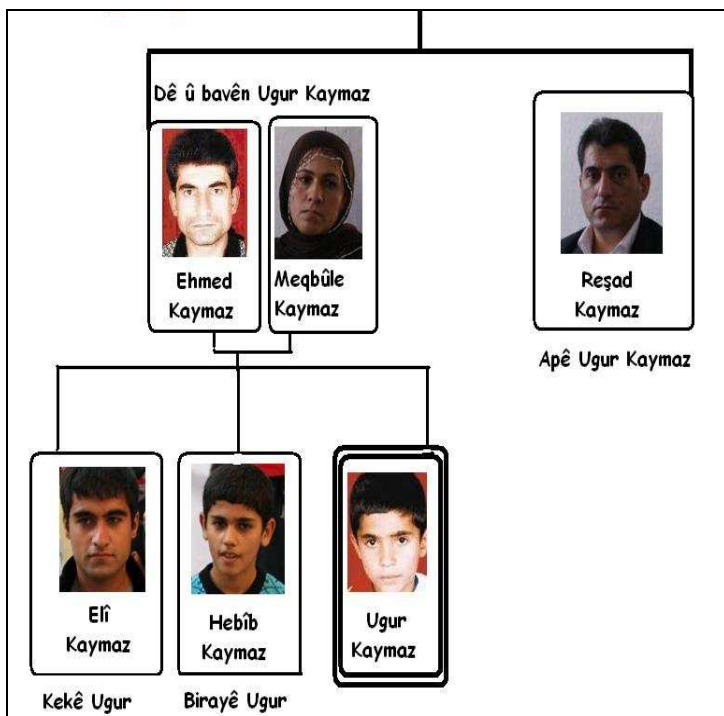 Dê û bavên Ugur Kaymaz
Ehmed
Kaymaz
Meqbûle
Kaymaz
Reşad
Kaymaz
Apê Ugur Kaymaz
Elî
Kaymaz
Kekê Ugur
Hebîb
Kaymaz
Birayê Ugur
Ugur
Kaymaz